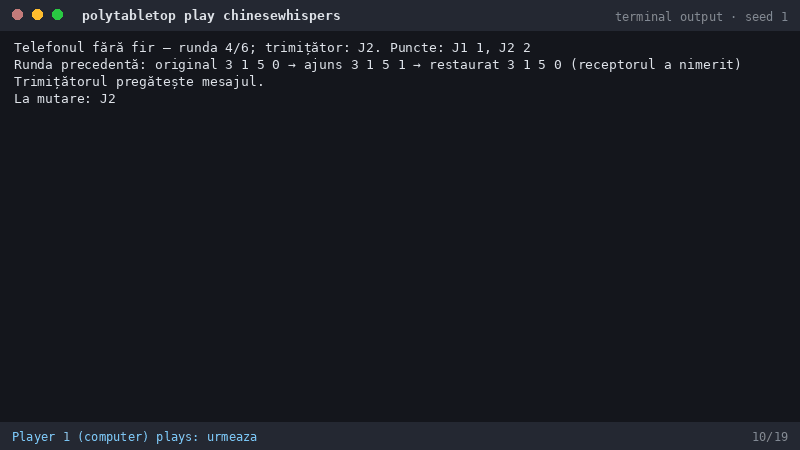 polytabletop play chinesewhispers
terminal output · seed 1
Telefonul fără fir — runda 4/6; trimițător: J2. Puncte: J1 1, J2 2
Runda precedentă: original 3 1 5 0 → ajuns 3 1 5 1 → restaurat 3 1 5 0 (receptorul a nimerit)
Trimițătorul pregătește mesajul.
La mutare: J2
Player 1 (computer) plays: urmeaza
10/19